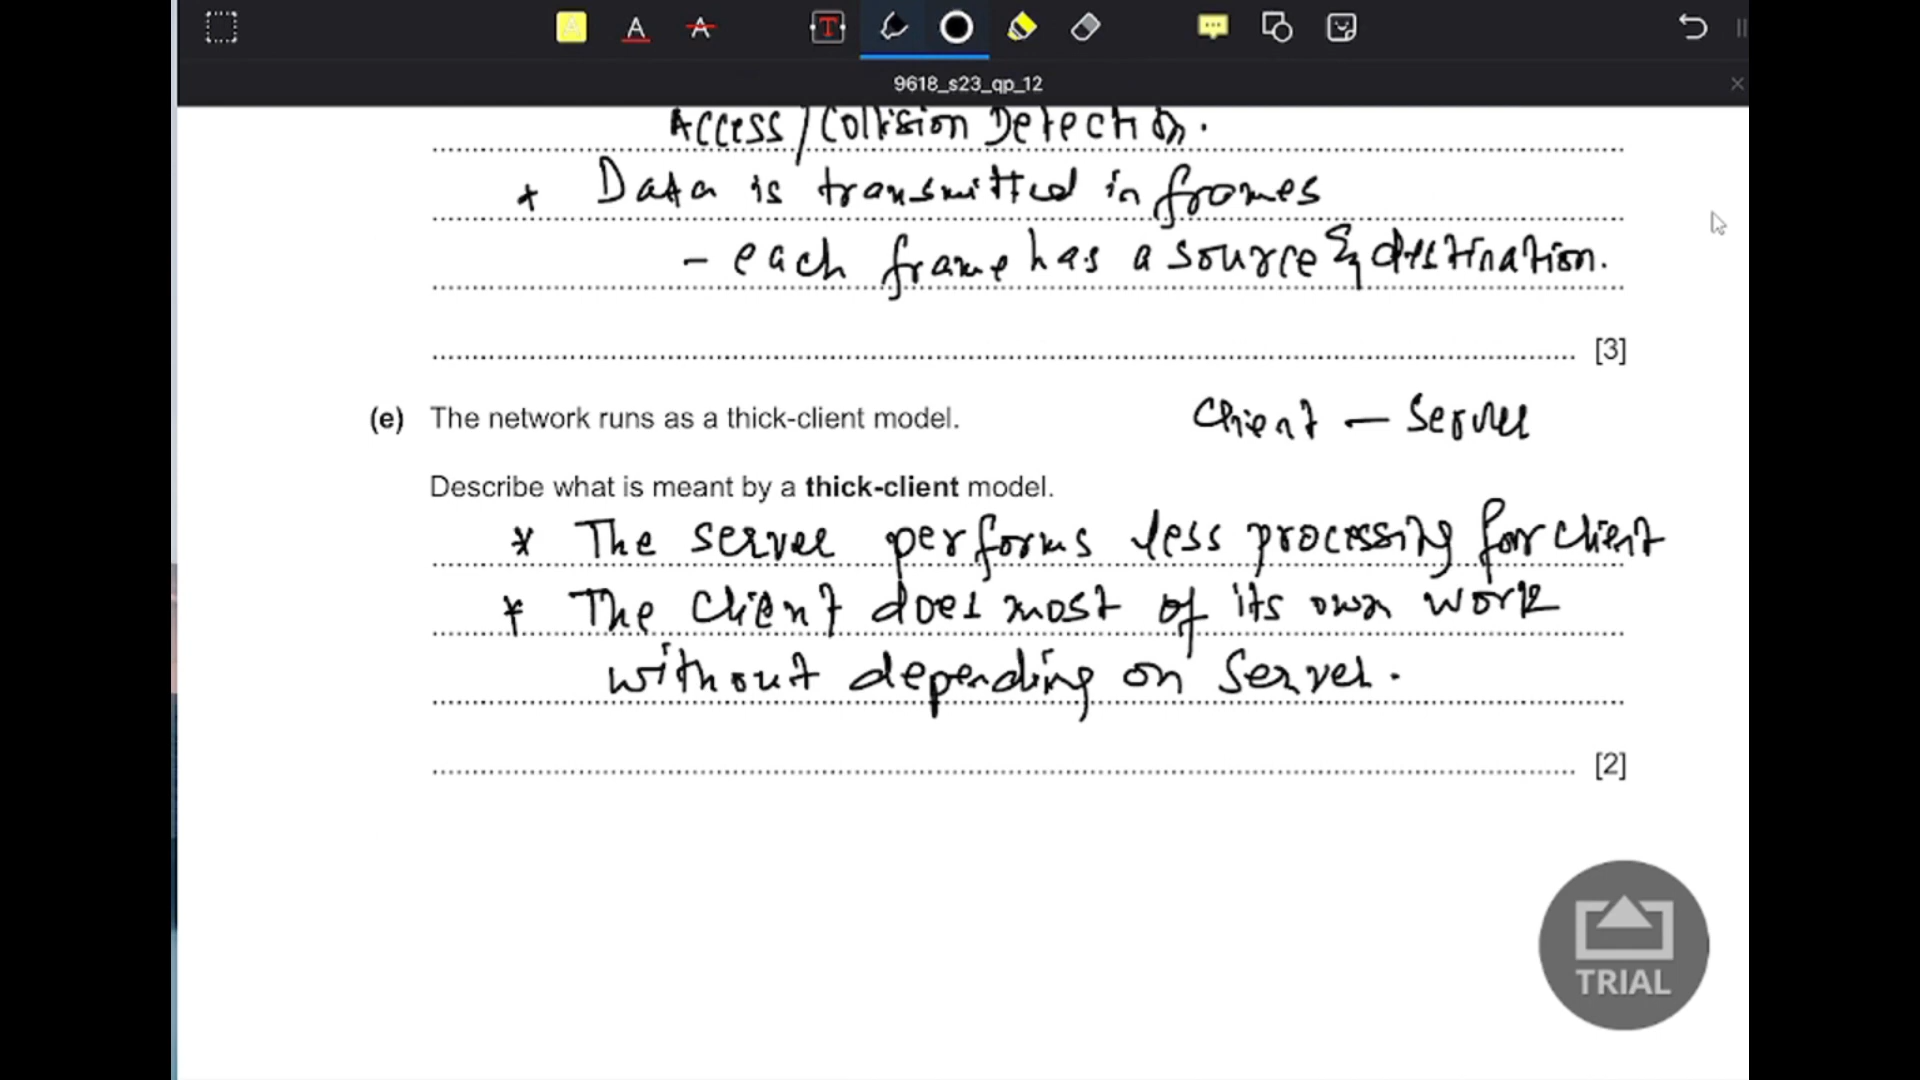 A A A T
9618_s23_qp_12
Access/Collision Detection.
Data is transmitted in frames
- each frame has a source & destination.
[3]
(e) The network runs as a thick-client model. Client - Server
Describe what is meant by a thick-client model.
* The server performs less processing for client
* The client does most of its own work
without depending on Server.
[2]
TRIAL